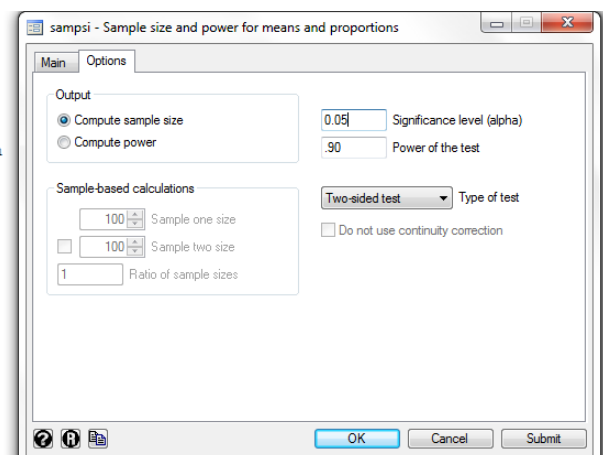 sampsi - Sample size and power for means and proportions
Main Options
Output
Compute sample size
Compute power
0.05 Significance level (alpha)
.90 Power of the test
Sample-based calculations
100 Sample one size
100 Sample two size
1 Ratio of sample sizes
Two-sided test Type of test
Do not use continuity correction
OK Cancel Submit